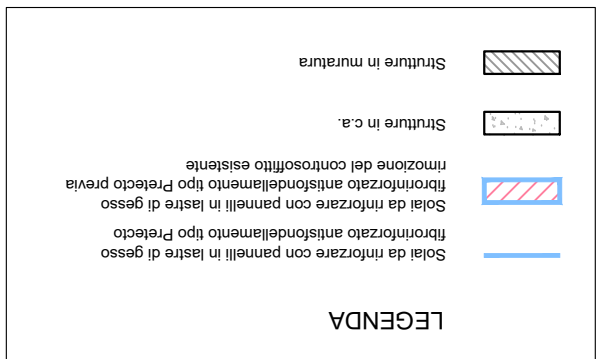 LEGENDA
Solai da rinforzare con pannelli in lastre di gesso
fibrorinforzato antisfondellamento tipo Pretecto
Solai da rinforzare con pannelli in lastre di gesso
fibrorinforzato antisfondellamento tipo Pretecto previa
rimozione del controsoffitto esistente
Strutture in c.a.
Strutture in muratura